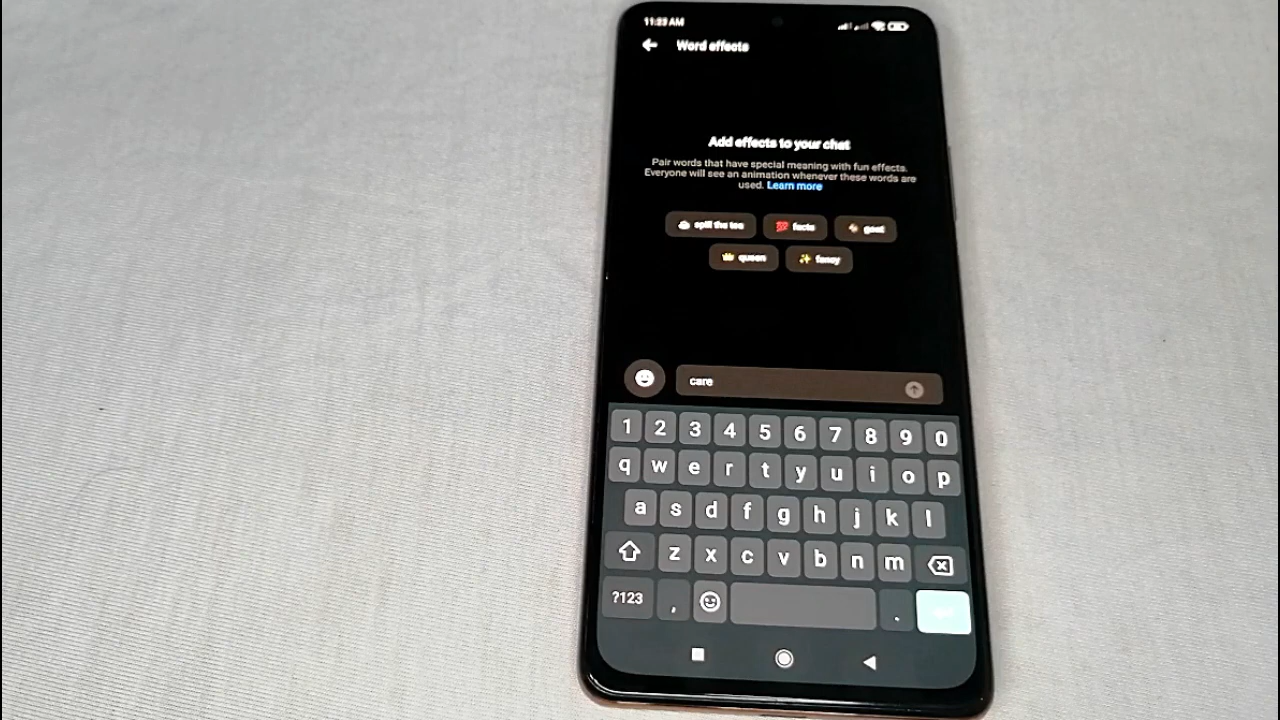 11:23 AM
Word effects
Add effects to your chat
Pair words that have special meaning with fun effects.
Everyone will see an animation whenever these words are
used. Learn more
spill the tea facts goat
queen fancy
care
1 2 3 4 5 6 7 8 9 0
q w e r t y u i o p
a s d f g h j k l
z x c v b n m
?123 , .